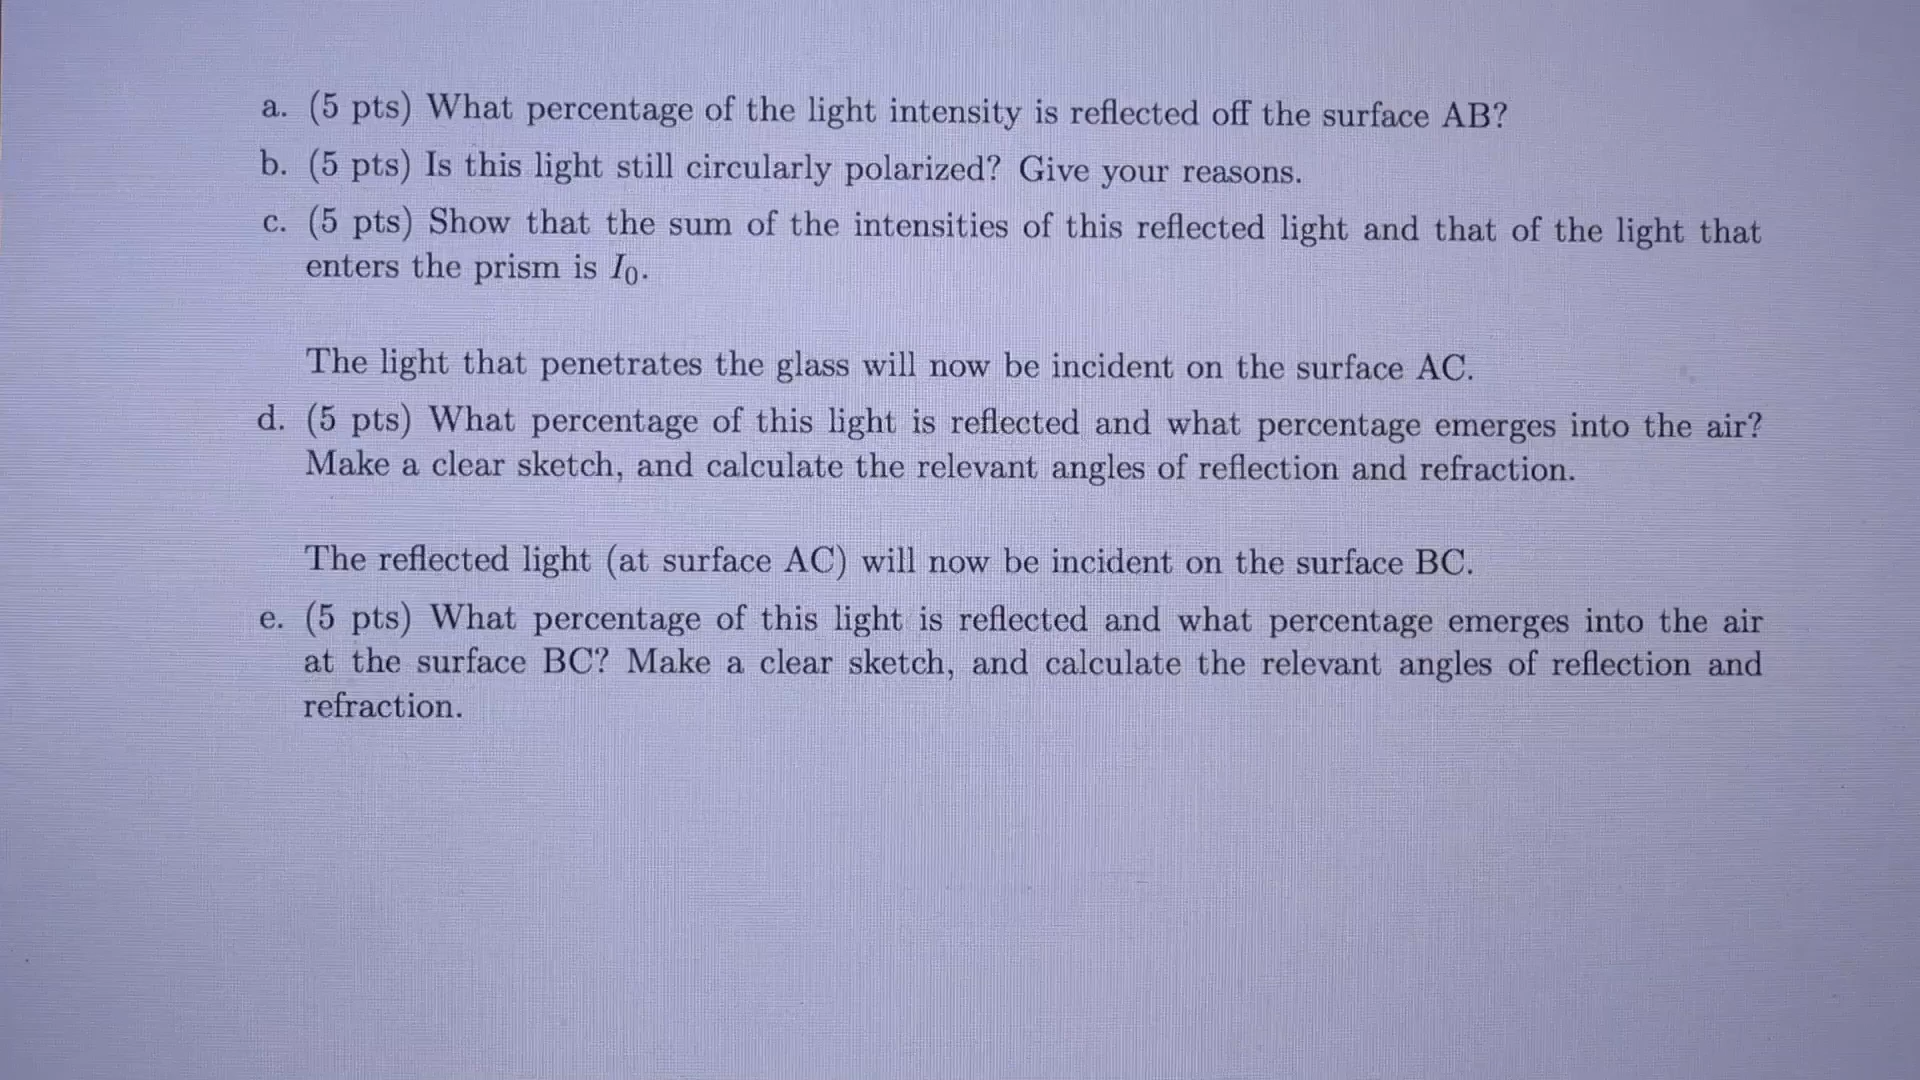 a. (5 pts) What percentage of the light intensity is reflected off the surface AB?
b. (5 pts) Is this light still circularly polarized? Give your reasons.
c. (5 pts) Show that the sum of the intensities of this reflected light and that of the light that
enters the prism is I₀.
The light that penetrates the glass will now be incident on the surface AC.
d. (5 pts) What percentage of this light is reflected and what percentage emerges into the air?
Make a clear sketch, and calculate the relevant angles of reflection and refraction.
The reflected light (at surface AC) will now be incident on the surface BC.
e. (5 pts) What percentage of this light is reflected and what percentage emerges into the air
at the surface BC? Make a clear sketch, and calculate the relevant angles of reflection and
refraction.